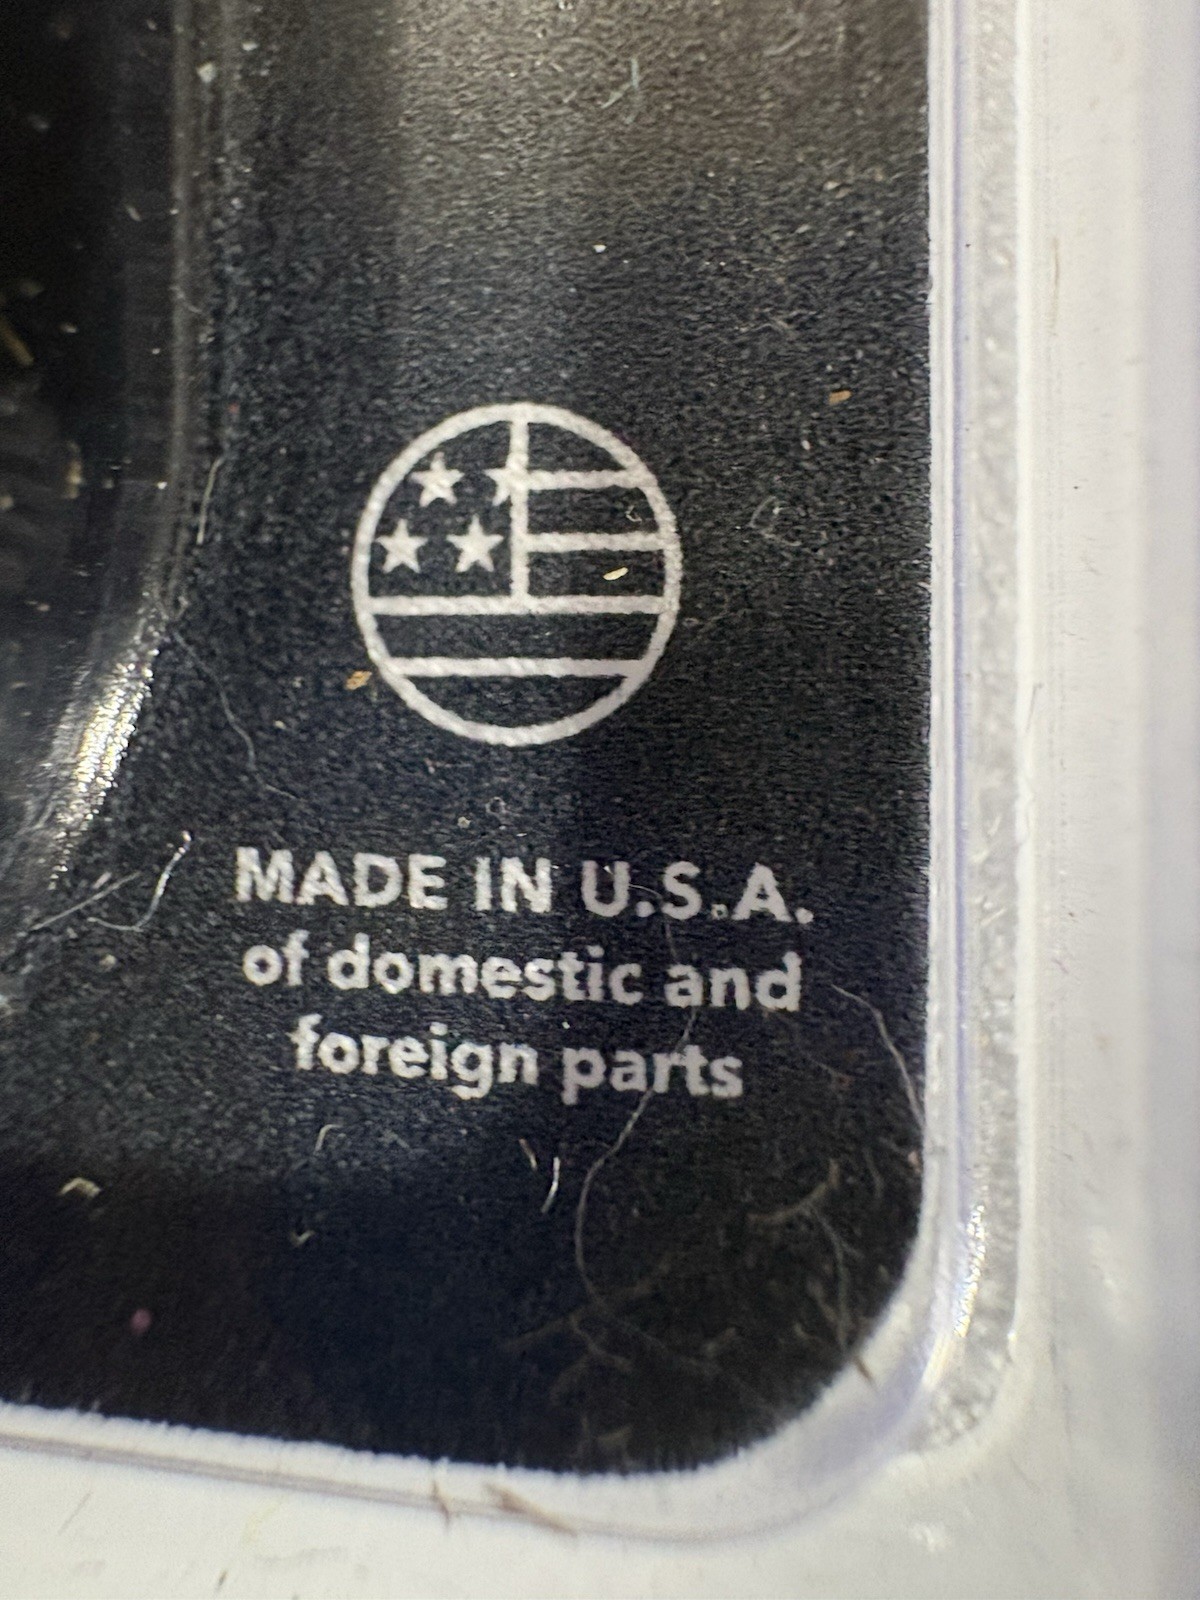 MADE IN U.S.A.
of domestic and
foreign parts